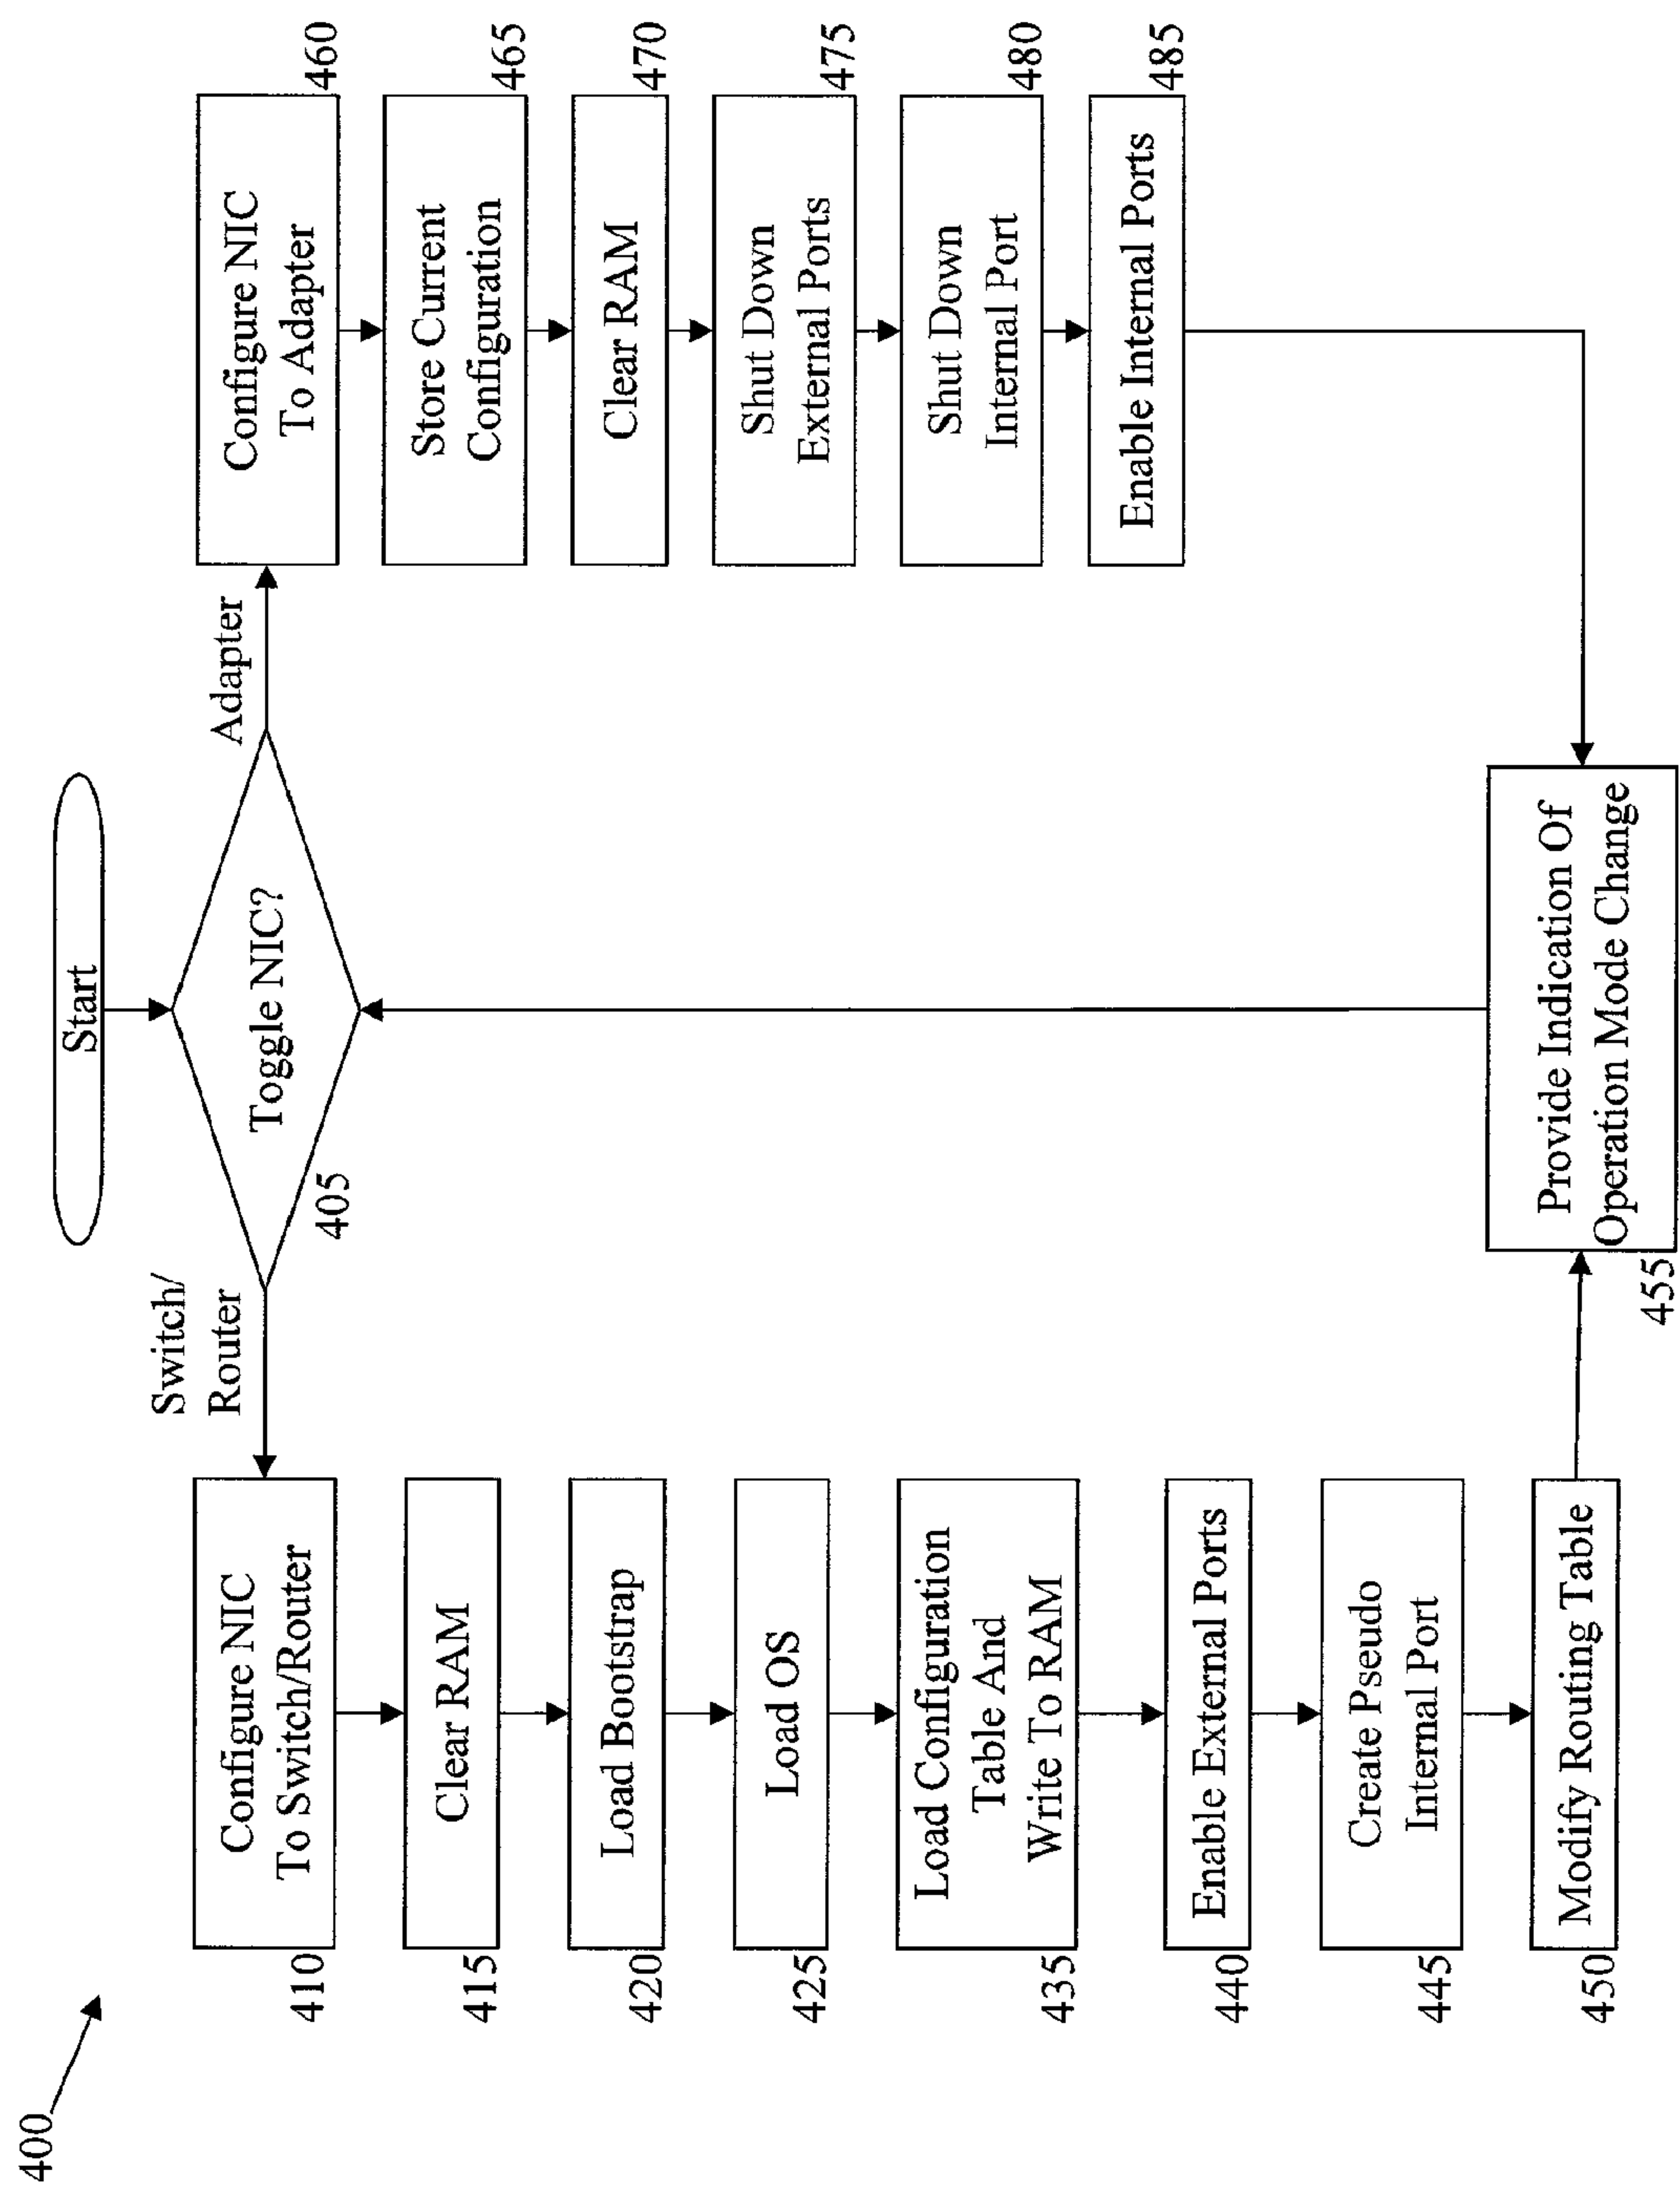 400
Start
Toggle NIC?
405
Switch/
Router
Adapter
Configure NIC
To Switch/Router
410
Clear RAM
415
Load Bootstrap
420
Load OS
425
Load Configuration
Table And
Write To RAM
435
Enable External Ports
440
Create Pseudo
Internal Port
445
Modify Routing Table
450
Configure NIC
To Adapter
460
Store Current
Configuration
465
Clear RAM
470
Shut Down
External Ports
475
Shut Down
Internal Port
480
Enable Internal Ports
485
Provide Indication Of
Operation Mode Change
455